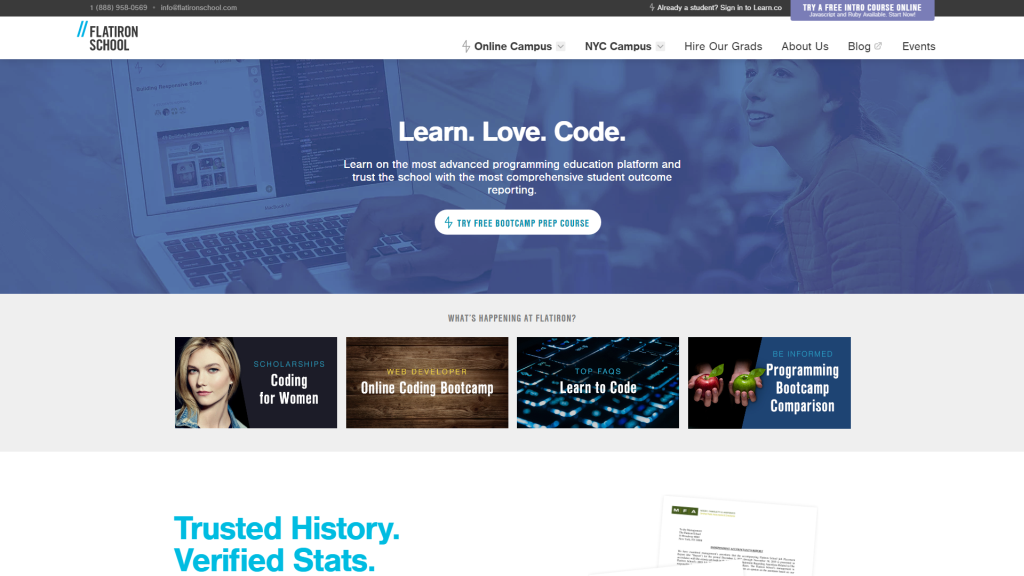 1 (888) 958-0569 • info@flatironschool.com
Already a student? Sign in to Learn.co
TRY A FREE INTRO COURSE ONLINE
Javascript and Ruby Available. Start Now!
// FLATIRON
SCHOOL
Online Campus
NYC Campus
Hire Our Grads
About Us
Blog
Events
Learn. Love. Code.
Learn on the most advanced programming education platform and
trust the school with the most comprehensive student outcome
reporting.
TRY FREE BOOTCAMP PREP COURSE
WHAT'S HAPPENING AT FLATIRON?
SCHOLARSHIPS
Coding
for Women
WEB DEVELOPER
Online Coding Bootcamp
TOP FAQS
Learn to Code
BE INFORMED
Programming
Bootcamp
Comparison
Trusted History.
Verified Stats.
MFA